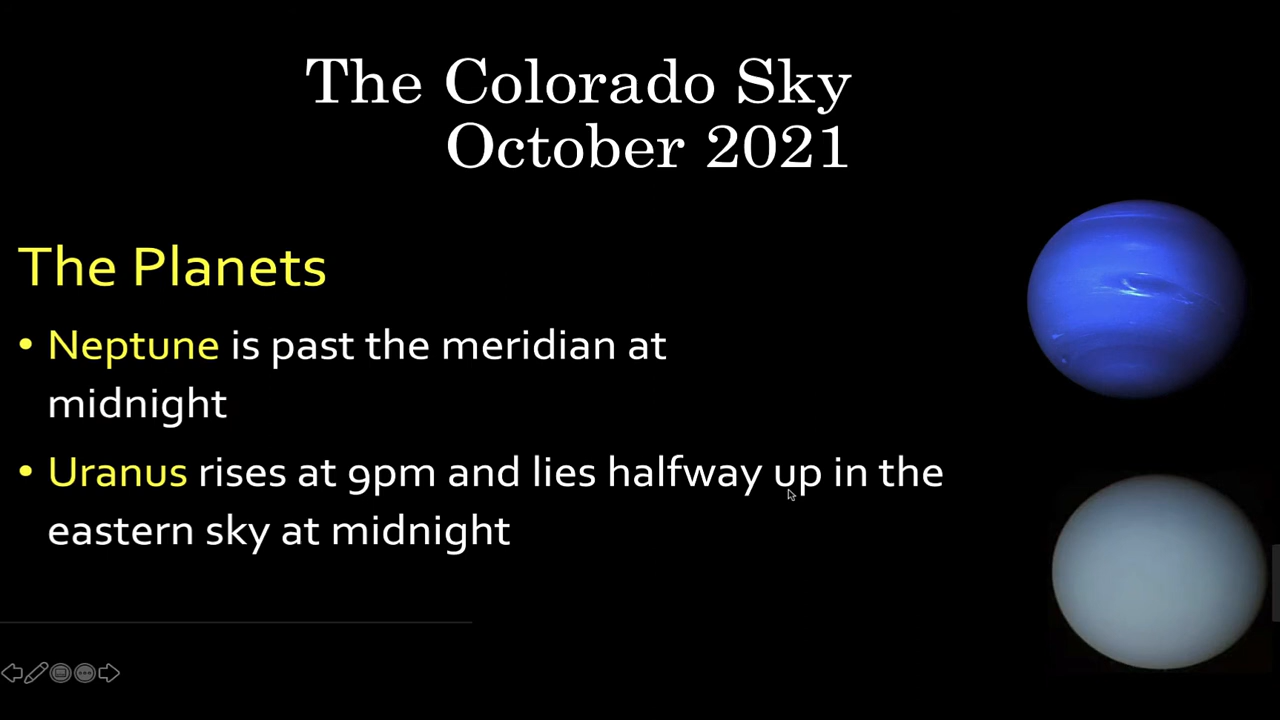 The Colorado Sky
October 2021
The Planets
• Neptune is past the meridian at
midnight
• Uranus rises at 9pm and lies halfway up in the
eastern sky at midnight